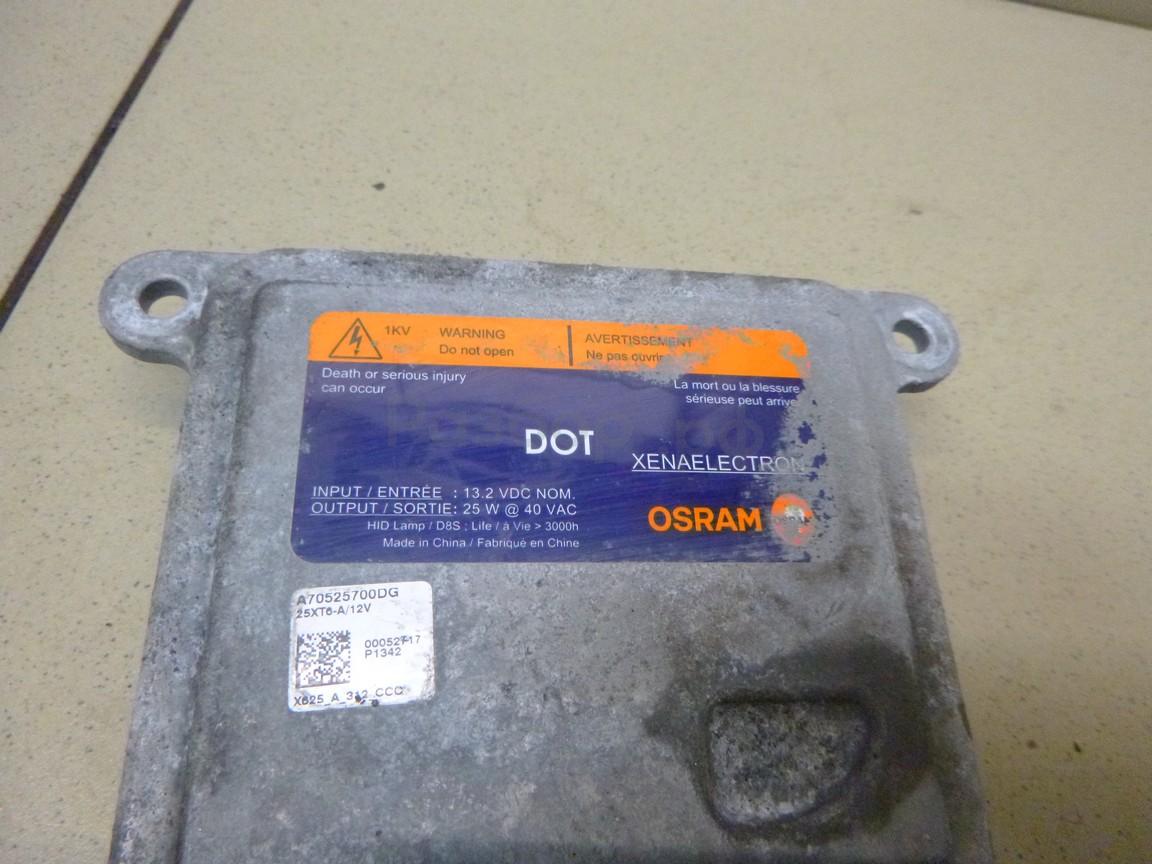 1KV
WARNING
Do not open
AVERTISSEMENT
Ne pas ouvrir
Death or serious injury
can occur
La mort ou la blessure
sérieuse peut arrive
DOT
XENAELECTRON
INPUT / ENTRÉE : 13.2 VDC NOM.
OUTPUT / SORTIE: 25 W @ 40 VAC
HID Lamp / D8S ; Life / à Vie > 3000h
Made in China / Fabriqué en Chine
OSRAM
OSRAM
A70525700DG
25XT6-A/12V
00052717
P1342
X625_A_312_CCC